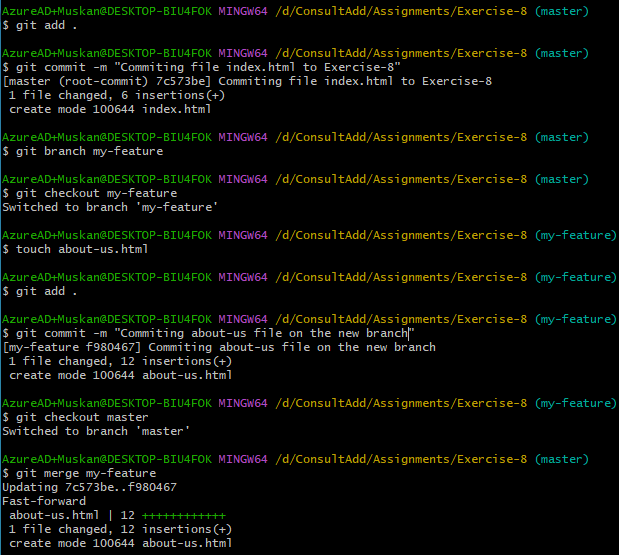 AzureAD+Muskan@DESKTOP-BIU4FOK MINGW64 /d/ConsultAdd/Assignments/Exercise-8 (master)
$ git add .
AzureAD+Muskan@DESKTOP-BIU4FOK MINGW64 /d/ConsultAdd/Assignments/Exercise-8 (master)
$ git commit -m "Commiting file index.html to Exercise-8"
[master (root-commit) 7c573be] Commiting file index.html to Exercise-8
 1 file changed, 6 insertions(+)
 create mode 100644 index.html
AzureAD+Muskan@DESKTOP-BIU4FOK MINGW64 /d/ConsultAdd/Assignments/Exercise-8 (master)
$ git branch my-feature
AzureAD+Muskan@DESKTOP-BIU4FOK MINGW64 /d/ConsultAdd/Assignments/Exercise-8 (master)
$ git checkout my-feature
Switched to branch 'my-feature'
AzureAD+Muskan@DESKTOP-BIU4FOK MINGW64 /d/ConsultAdd/Assignments/Exercise-8 (my-feature)
$ touch about-us.html
AzureAD+Muskan@DESKTOP-BIU4FOK MINGW64 /d/ConsultAdd/Assignments/Exercise-8 (my-feature)
$ git add .
AzureAD+Muskan@DESKTOP-BIU4FOK MINGW64 /d/ConsultAdd/Assignments/Exercise-8 (my-feature)
$ git commit -m "Commiting about-us file on the new branch"
[my-feature f980467] Commiting about-us file on the new branch
 1 file changed, 12 insertions(+)
 create mode 100644 about-us.html
AzureAD+Muskan@DESKTOP-BIU4FOK MINGW64 /d/ConsultAdd/Assignments/Exercise-8 (my-feature)
$ git checkout master
Switched to branch 'master'
AzureAD+Muskan@DESKTOP-BIU4FOK MINGW64 /d/ConsultAdd/Assignments/Exercise-8 (master)
$ git merge my-feature
Updating 7c573be..f980467
Fast-forward
 about-us.html | 12 ++++++++++++
 1 file changed, 12 insertions(+)
 create mode 100644 about-us.html